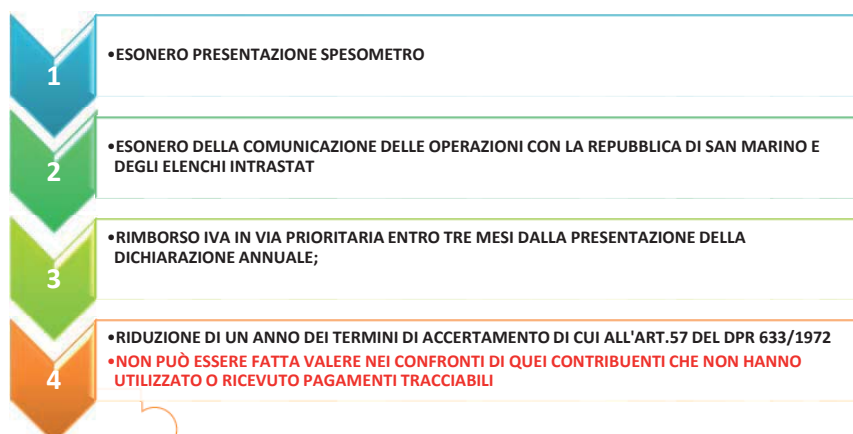 1
•ESONERO PRESENTAZIONE SPESOMETRO
2
•ESONERO DELLA COMUNICAZIONE DELLE OPERAZIONI CON LA REPUBBLICA DI SAN MARINO E
DEGLI ELENCHI INTRASTAT
3
•RIMBORSO IVA IN VIA PRIORITARIA ENTRO TRE MESI DALLA PRESENTAZIONE DELLA
DICHIARAZIONE ANNUALE;
4
•RIDUZIONE DI UN ANNO DEI TERMINI DI ACCERTAMENTO DI CUI ALL'ART.57 DEL DPR 633/1972
•NON PUÒ ESSERE FATTA VALERE NEI CONFRONTI DI QUEI CONTRIBUENTI CHE NON HANNO
UTILIZZATO O RICEVUTO PAGAMENTI TRACCIABILI